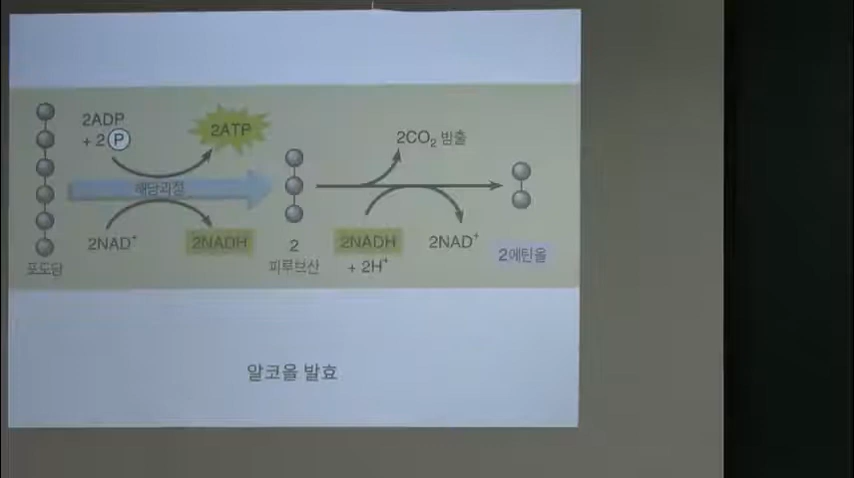 2ADP
+ 2 P
2ATP
해당과정
2NAD⁺
2NADH
포도당
2
피루브산
2CO₂ 방출
2NADH
+ 2H⁺
2NAD⁺
2에탄올
알코올 발효